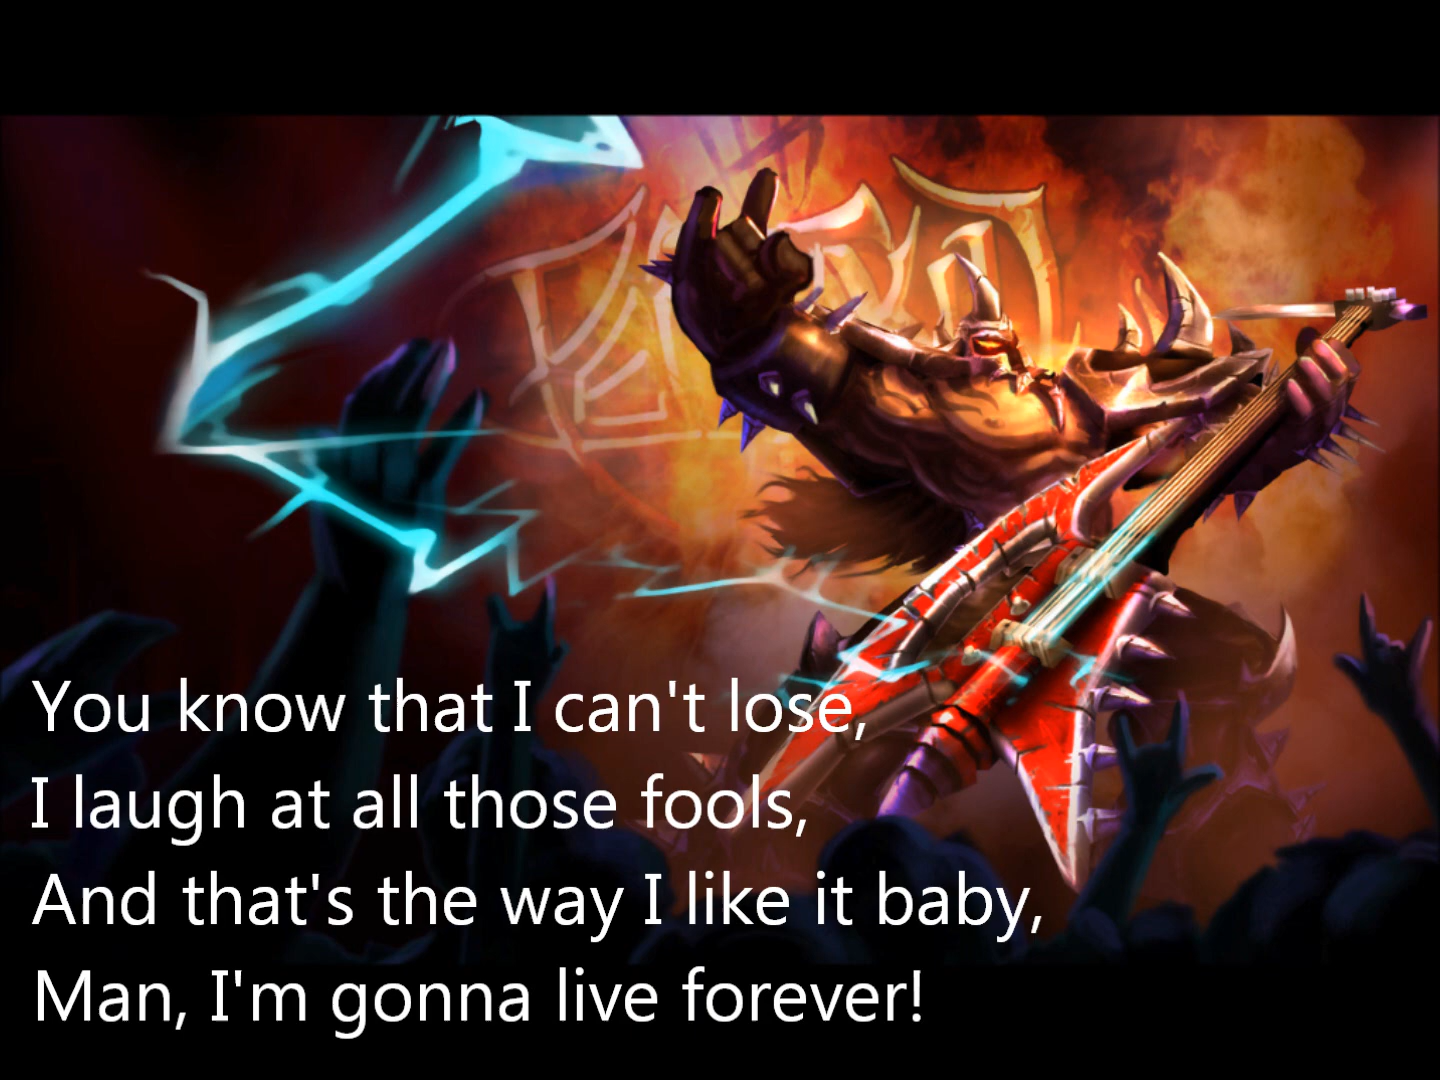 You know that I can't lose,
I laugh at all those fools,
And that's the way I like it baby,
Man, I'm gonna live forever!